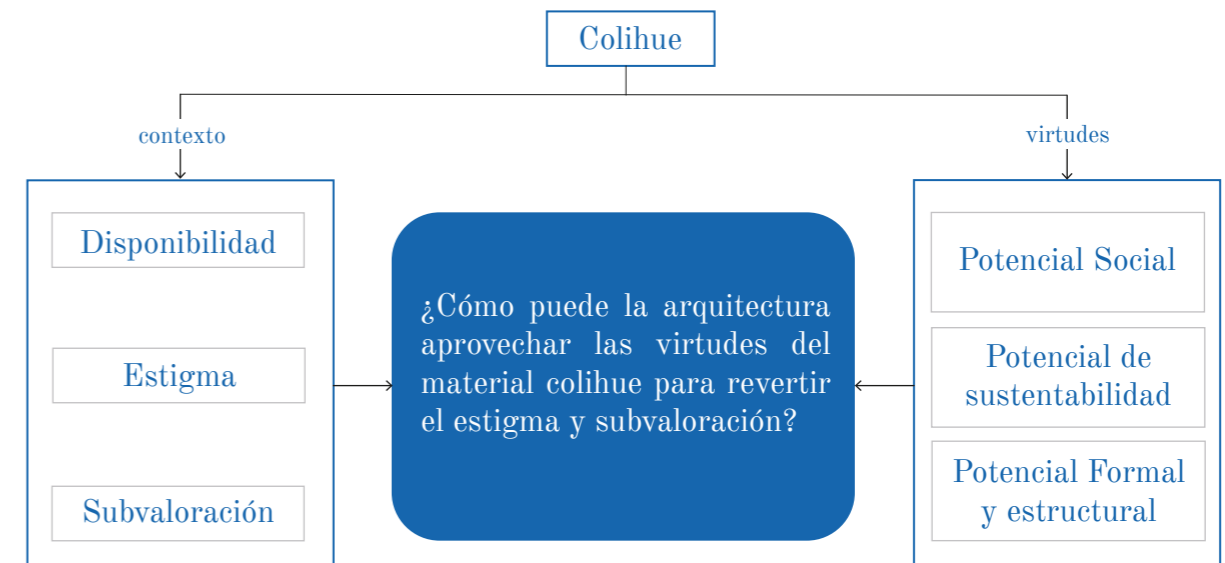 Colihue
contexto
virtudes
Disponibilidad
Estigma
Subvaloración
¿Cómo puede la arquitectura
aprovechar las virtudes del
material colihue para revertir
el estigma y subvaloración?
Potencial Social
Potencial de
sustentabilidad
Potencial Formal
y estructural